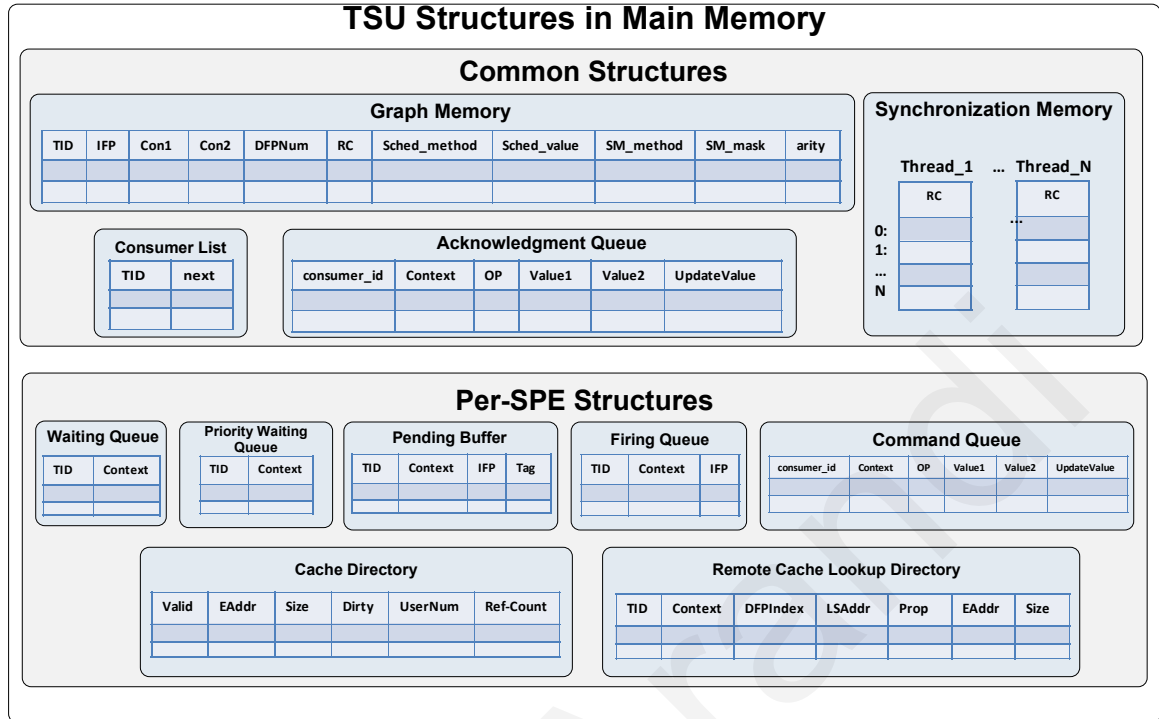 TSU Structures in Main Memory
Common Structures
Graph Memory
TID IFP Con1 Con2 DFPNum RC Sched_method Sched_value SM_method SM_mask arity
Synchronization Memory
Thread_1 ... Thread_N
RC RC
...
0:
1:
...
N
Consumer List
TID next
Acknowledgment Queue
consumer_id Context OP Value1 Value2 UpdateValue
Per-SPE Structures
Waiting Queue
TID Context
Priority Waiting
Queue
TID Context
Pending Buffer
TID Context IFP Tag
Firing Queue
TID Context IFP
Command Queue
consumer_id Context OP Value1 Value2 UpdateValue
Cache Directory
Valid EAddr Size Dirty UserNum Ref-Count
Remote Cache Lookup Directory
TID Context DFPIndex LSAddr Prop EAddr Size